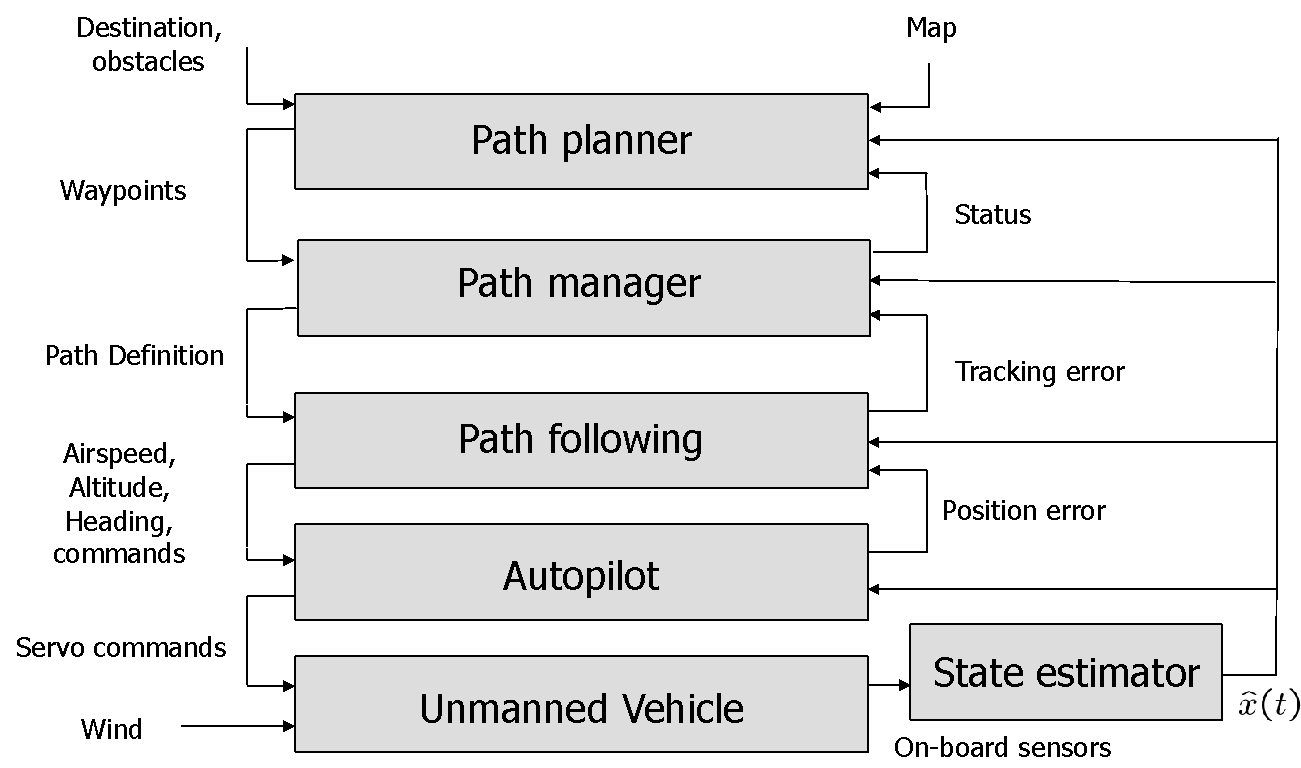 Destination,
obstacles
Map
Path planner
Waypoints
Status
Path manager
Path Definition
Tracking error
Path following
Airspeed,
Altitude,
Heading,
commands
Position error
Autopilot
Servo commands
State estimator
Unmanned Vehicle
x̂(t)
Wind
On-board sensors